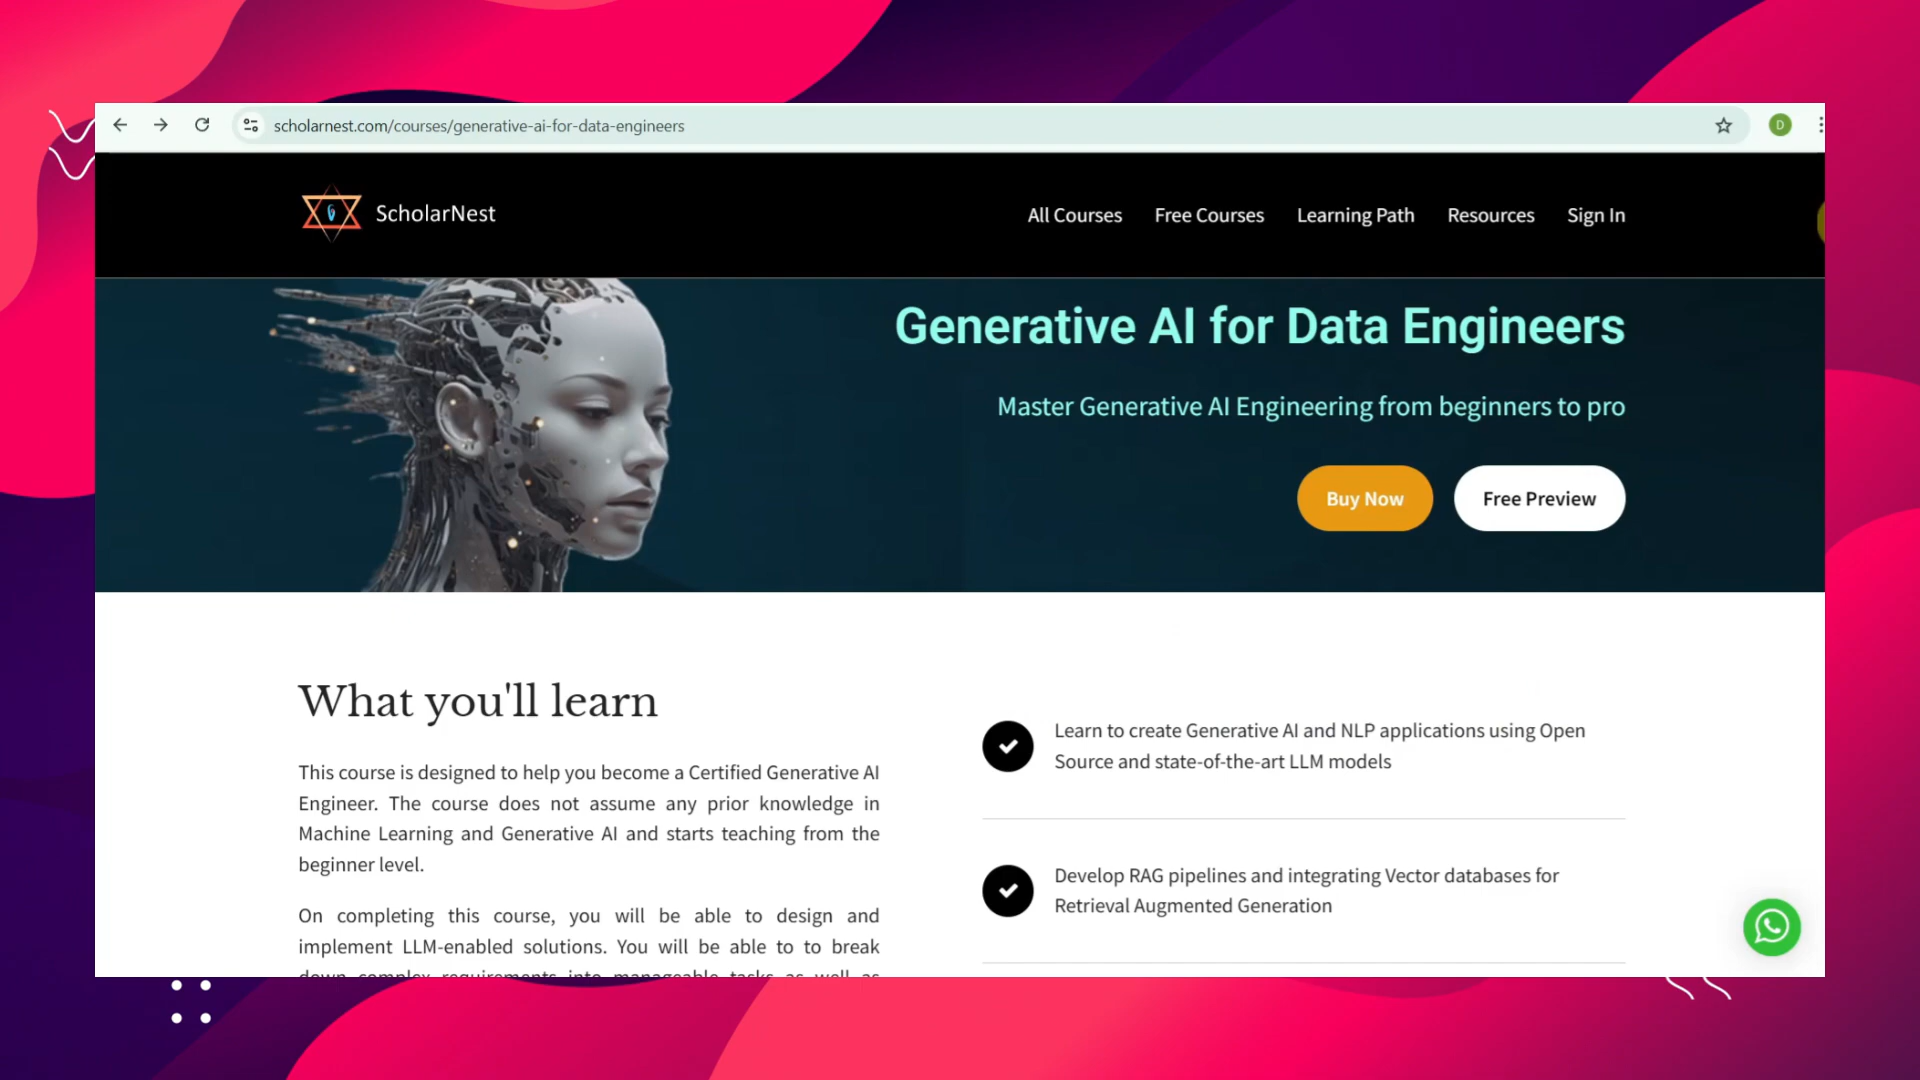 scholarnest.com/courses/generative-ai-for-data-engineers
D
ScholarNest
All Courses
Free Courses
Learning Path
Resources
Sign In
Generative AI for Data Engineers
Master Generative AI Engineering from beginners to pro
Buy Now
Free Preview
What you'll learn
This course is designed to help you become a Certified Generative AI
Engineer. The course does not assume any prior knowledge in
Machine Learning and Generative AI and starts teaching from the
beginner level.
On completing this course, you will be able to design and
implement LLM-enabled solutions. You will be able to to break
down complex requirements into manageable tasks as well as
Learn to create Generative AI and NLP applications using Open
Source and state-of-the-art LLM models
Develop RAG pipelines and integrating Vector databases for
Retrieval Augmented Generation